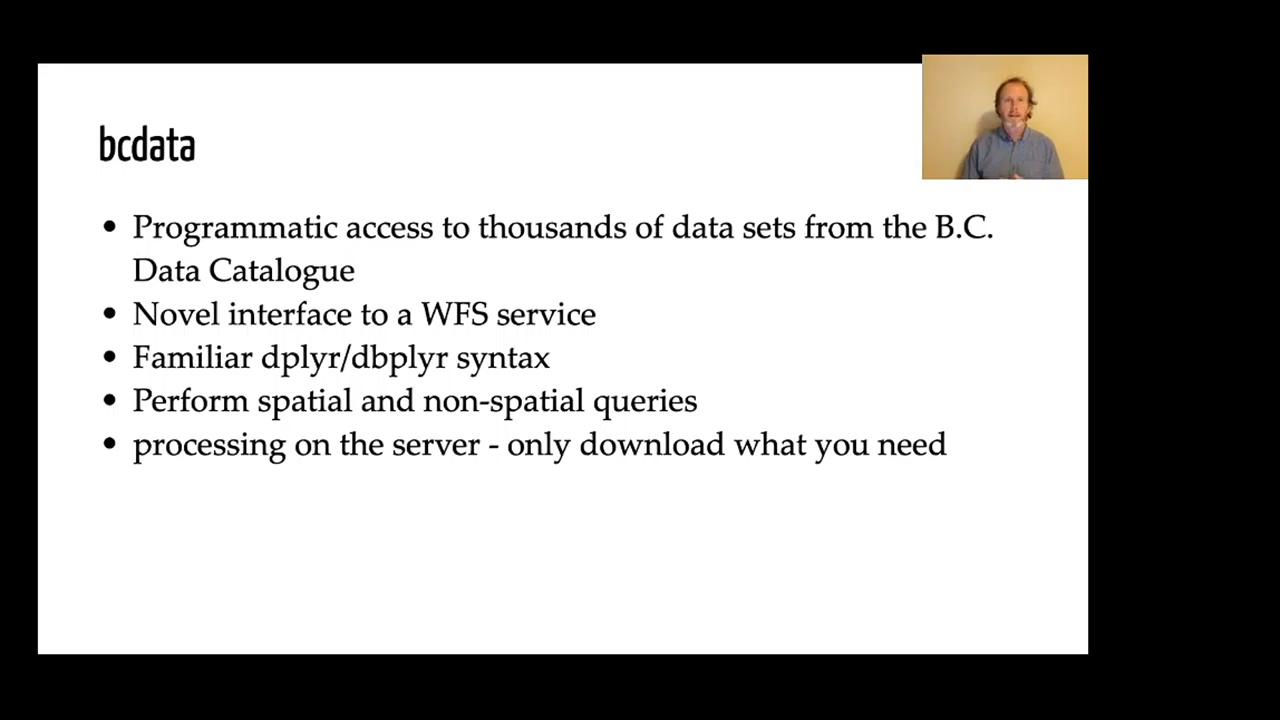 bcdata
• Programmatic access to thousands of data sets from the B.C.
Data Catalogue
• Novel interface to a WFS service
• Familiar dplyr/dbplyr syntax
• Perform spatial and non-spatial queries
• processing on the server - only download what you need